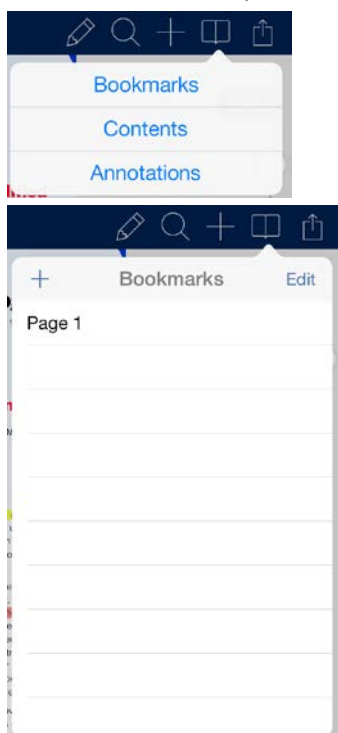 Bookmarks
Contents
Annotations
+ Bookmarks Edit
Page 1